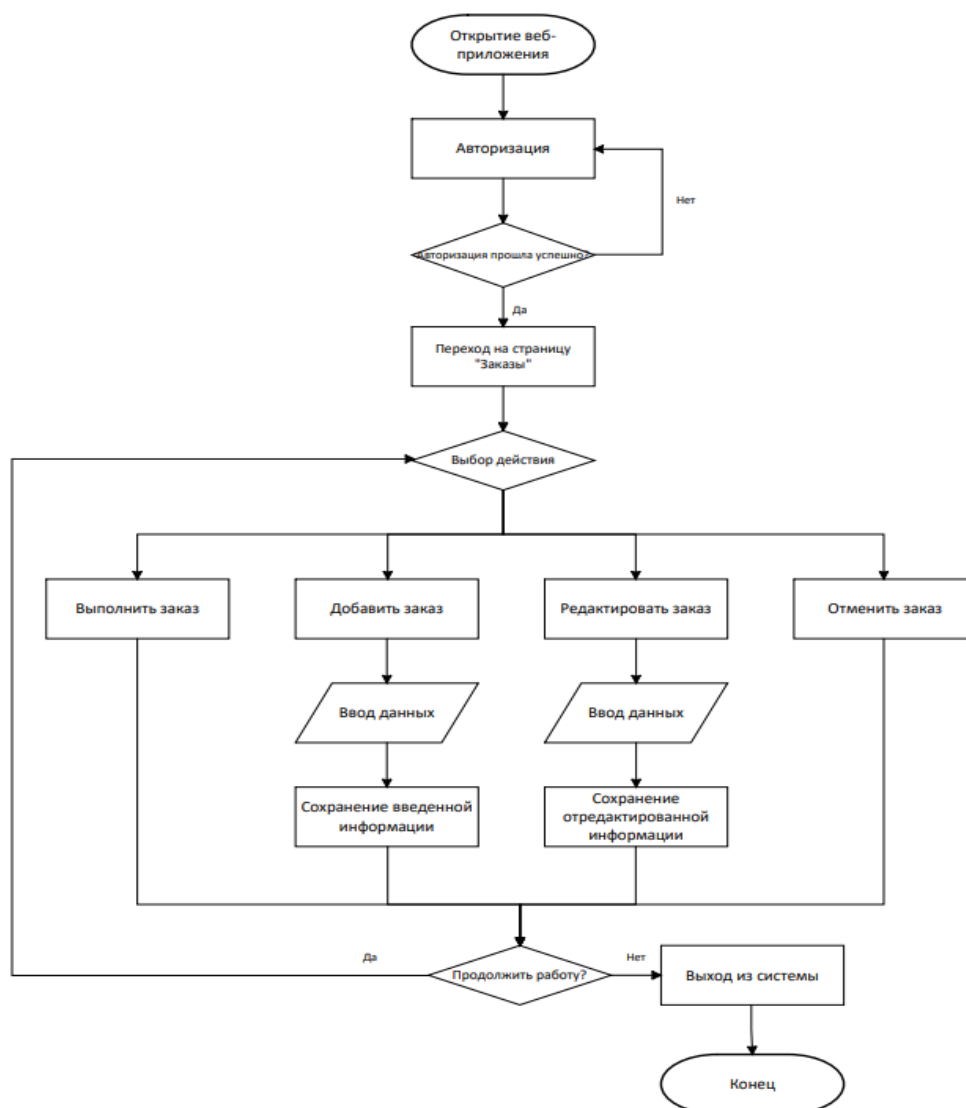 Открытие веб-
приложения
Авторизация
Нет
Авторизация прошла успешно?
Да
Переход на страницу
"Заказы"
Выбор действия
Выполнить заказ
Добавить заказ
Редактировать заказ
Отменить заказ
Ввод данных
Ввод данных
Сохранение введенной
информации
Сохранение
отредактированной
информации
Да
Продолжить работу?
Нет
Выход из системы
Конец